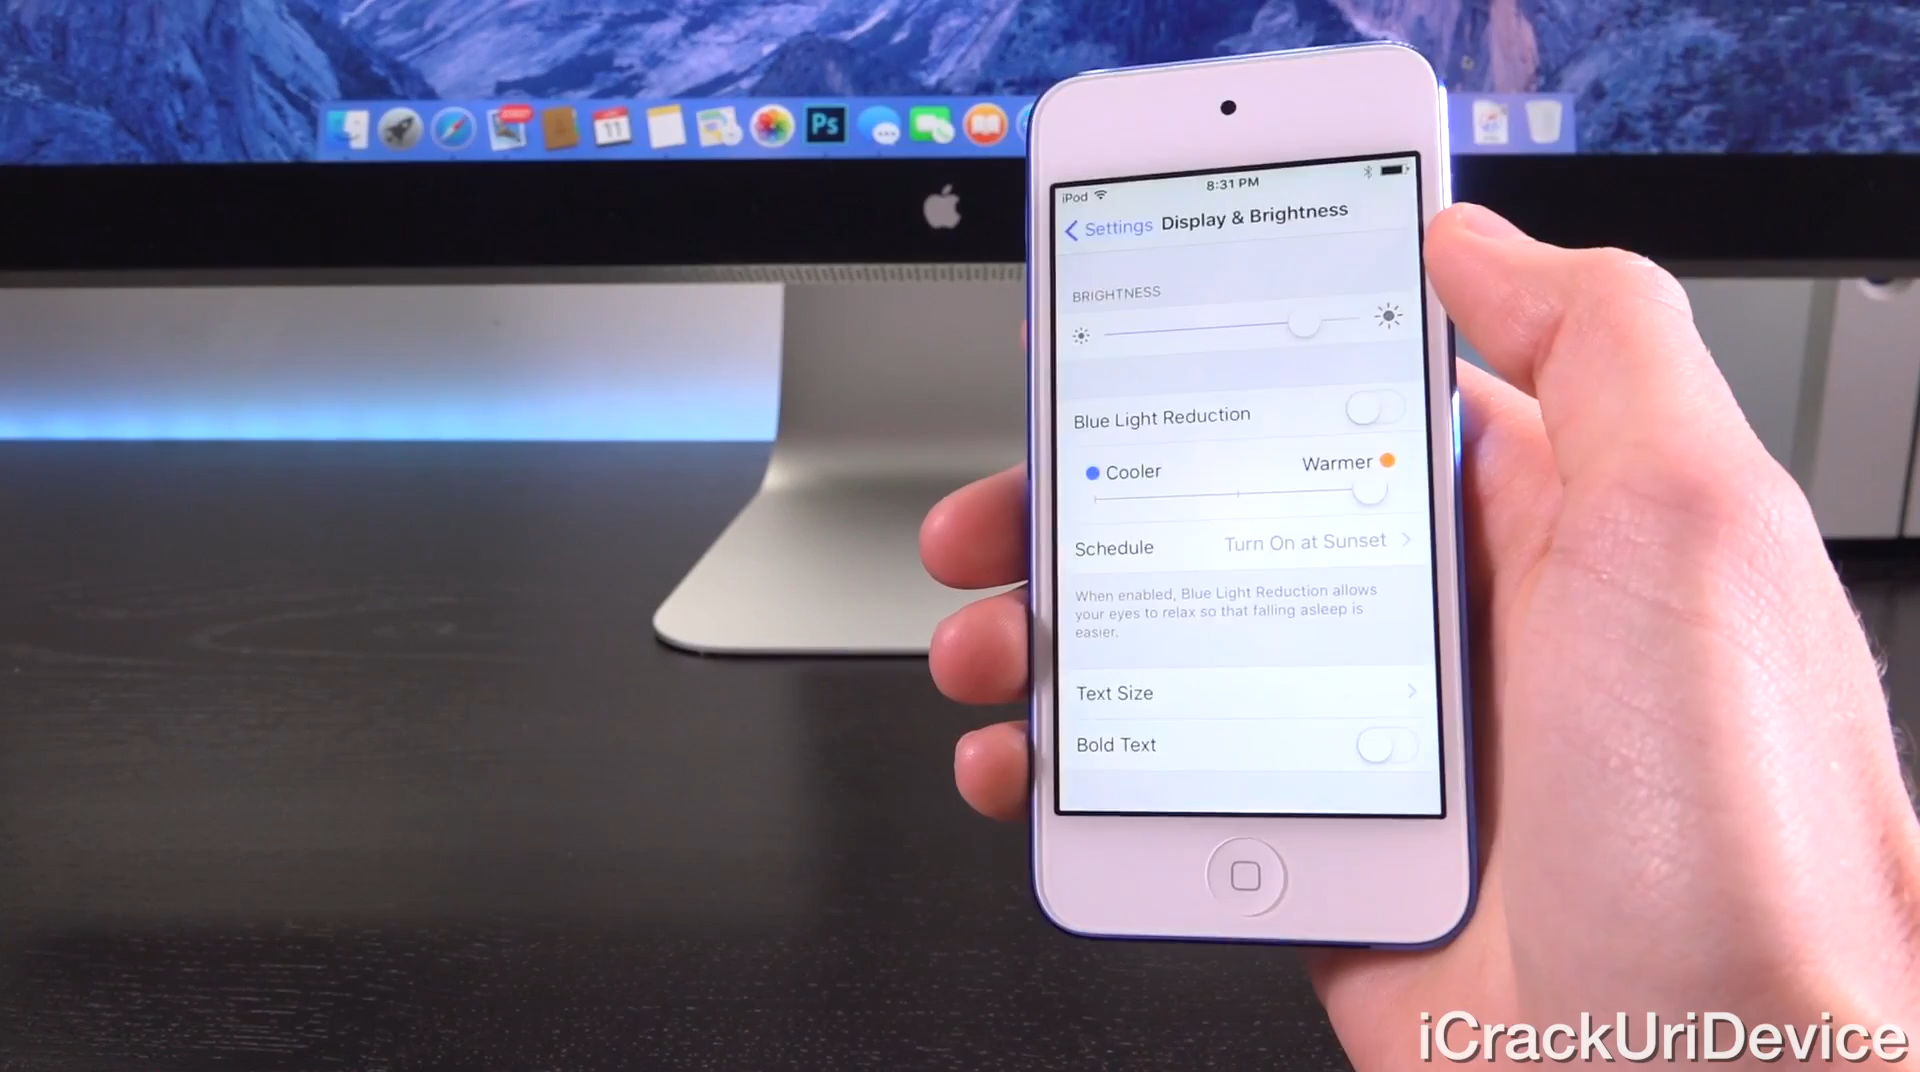 11
Ps
iPod
8:31 PM
Settings
Display & Brightness
BRIGHTNESS
Blue Light Reduction
Cooler
Warmer
Schedule
Turn On at Sunset
When enabled, Blue Light Reduction allows
your eyes to relax so that falling asleep is
easier.
Text Size
Bold Text
iCrackUriDevice